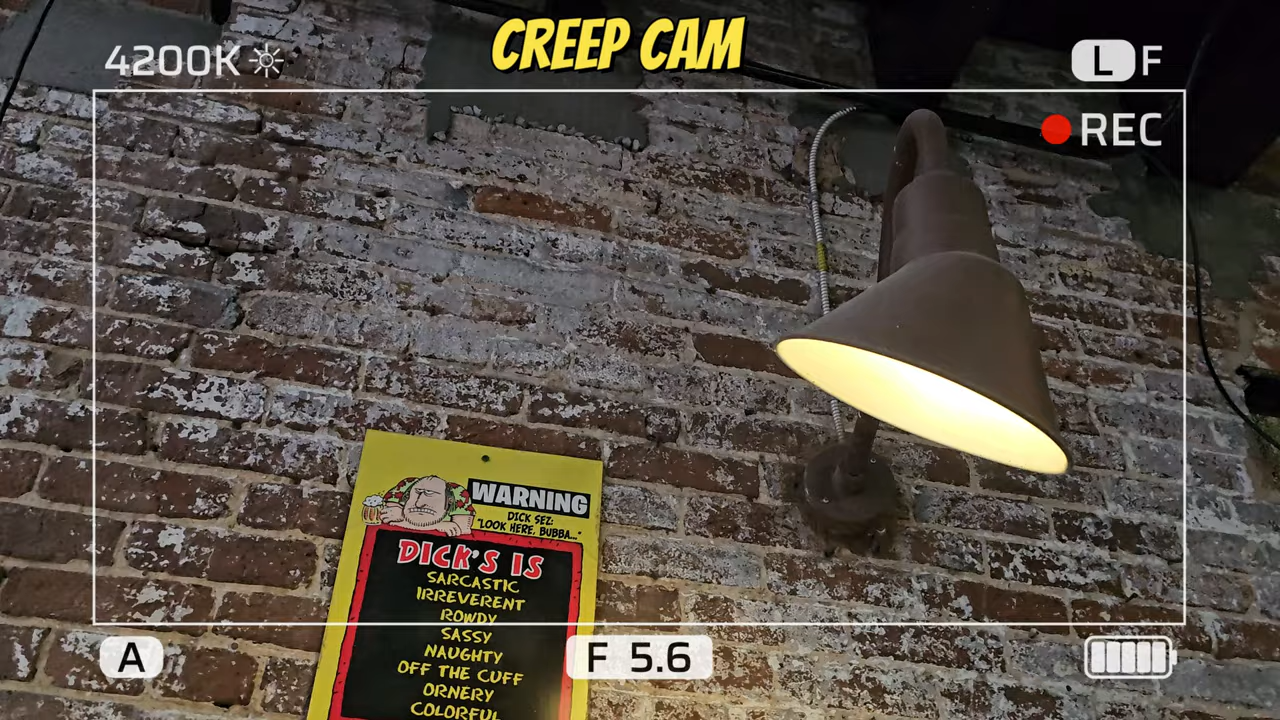 CREEP CAM
4200K
L F
REC
WARNING
DICK SEZ:
"LOOK HERE, BUBBA..."
DICK'S IS
SARCASTIC
IRREVERENT
ROWDY
SASSY
NAUGHTY
OFF THE CUFF
ORNERY
COLORFUL
A
F 5.6